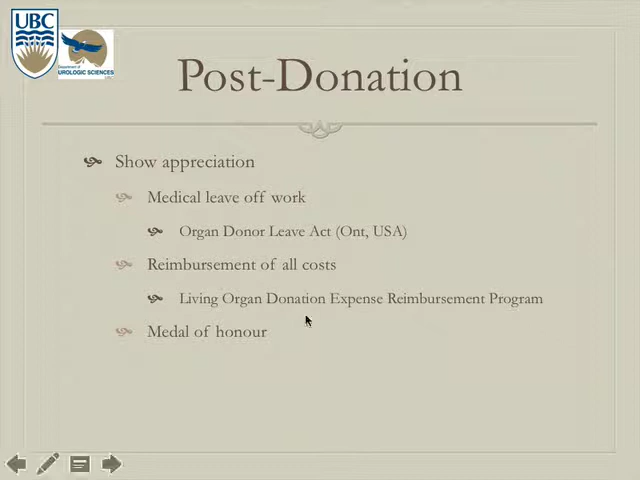 UBC
Department of
UROLOGIC SCIENCES
Post-Donation
Show appreciation
Medical leave off work
Organ Donor Leave Act (Ont, USA)
Reimbursement of all costs
Living Organ Donation Expense Reimbursement Program
Medal of honour